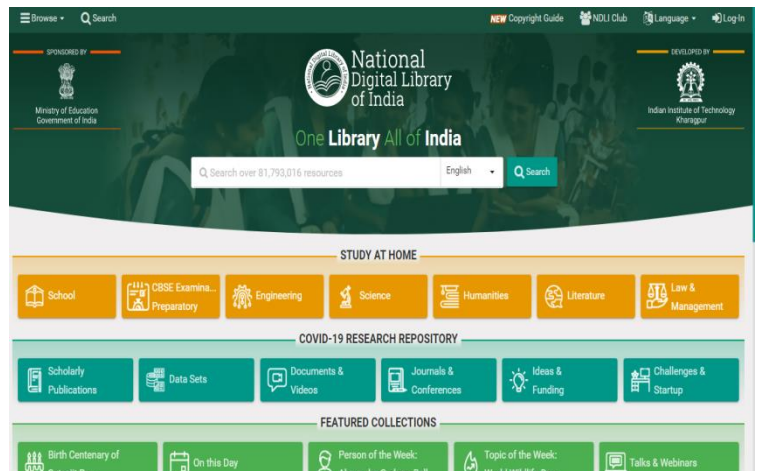 Browse
Search
NEW Copyright Guide
NDLI Club
Language
Log-In
SPONSORED BY
Ministry of Education
Government of India
National
Digital Library
of India
One Library All of India
DEVELOPED BY
Indian Institute of Technology
Kharagpur
Search over 81,793,016 resources
English
Search
STUDY AT HOME
School
CBSE Examina...
Preparatory
Engineering
Science
Humanities
Literature
Law &
Management
COVID-19 RESEARCH REPOSITORY
Scholarly
Publications
Data Sets
Documents &
Videos
Journals &
Conferences
Ideas &
Funding
Challenges &
Startup
FEATURED COLLECTIONS
Birth Centenary of
On this Day
Person of the Week:
Topic of the Week:
Talks & Webinars